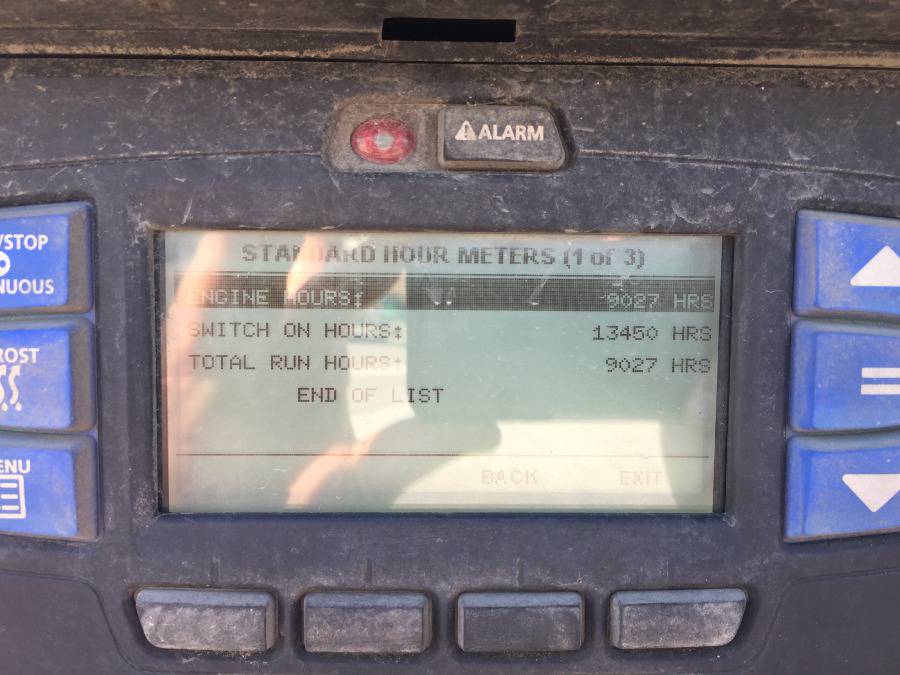 ALARM
/STOP
NUOUS
ROST
ENU
STANDARD HOUR METERS (1 of 3)
ENGINE HOURS: 9027 HRS
SWITCH ON HOURS: 13450 HRS
TOTAL RUN HOURS: 9027 HRS
END OF LIST
BACK EXIT